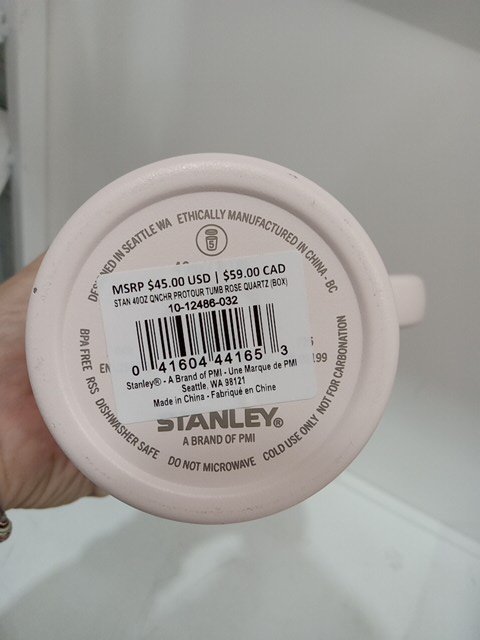 IN SEATTLE WA ETHICALLY MANUFACTURED IN CHINA - BC
5
MSRP $45.00 USD | $59.00 CAD
STAN 40OZ QNCHR PROTOUR TUMB ROSE QUARTZ (BOX)
10-12486-032
0 41604 44165 3
Stanley® - A Brand of PMI - Une Marque de PMI
Seattle, WA 98121
Made in China - Fabriqué en Chine
199
STANLEY®
A BRAND OF PMI
BPA FREE RSS DISHWASHER SAFE DO NOT MICROWAVE COLD USE ONLY NOT FOR CARBONATION